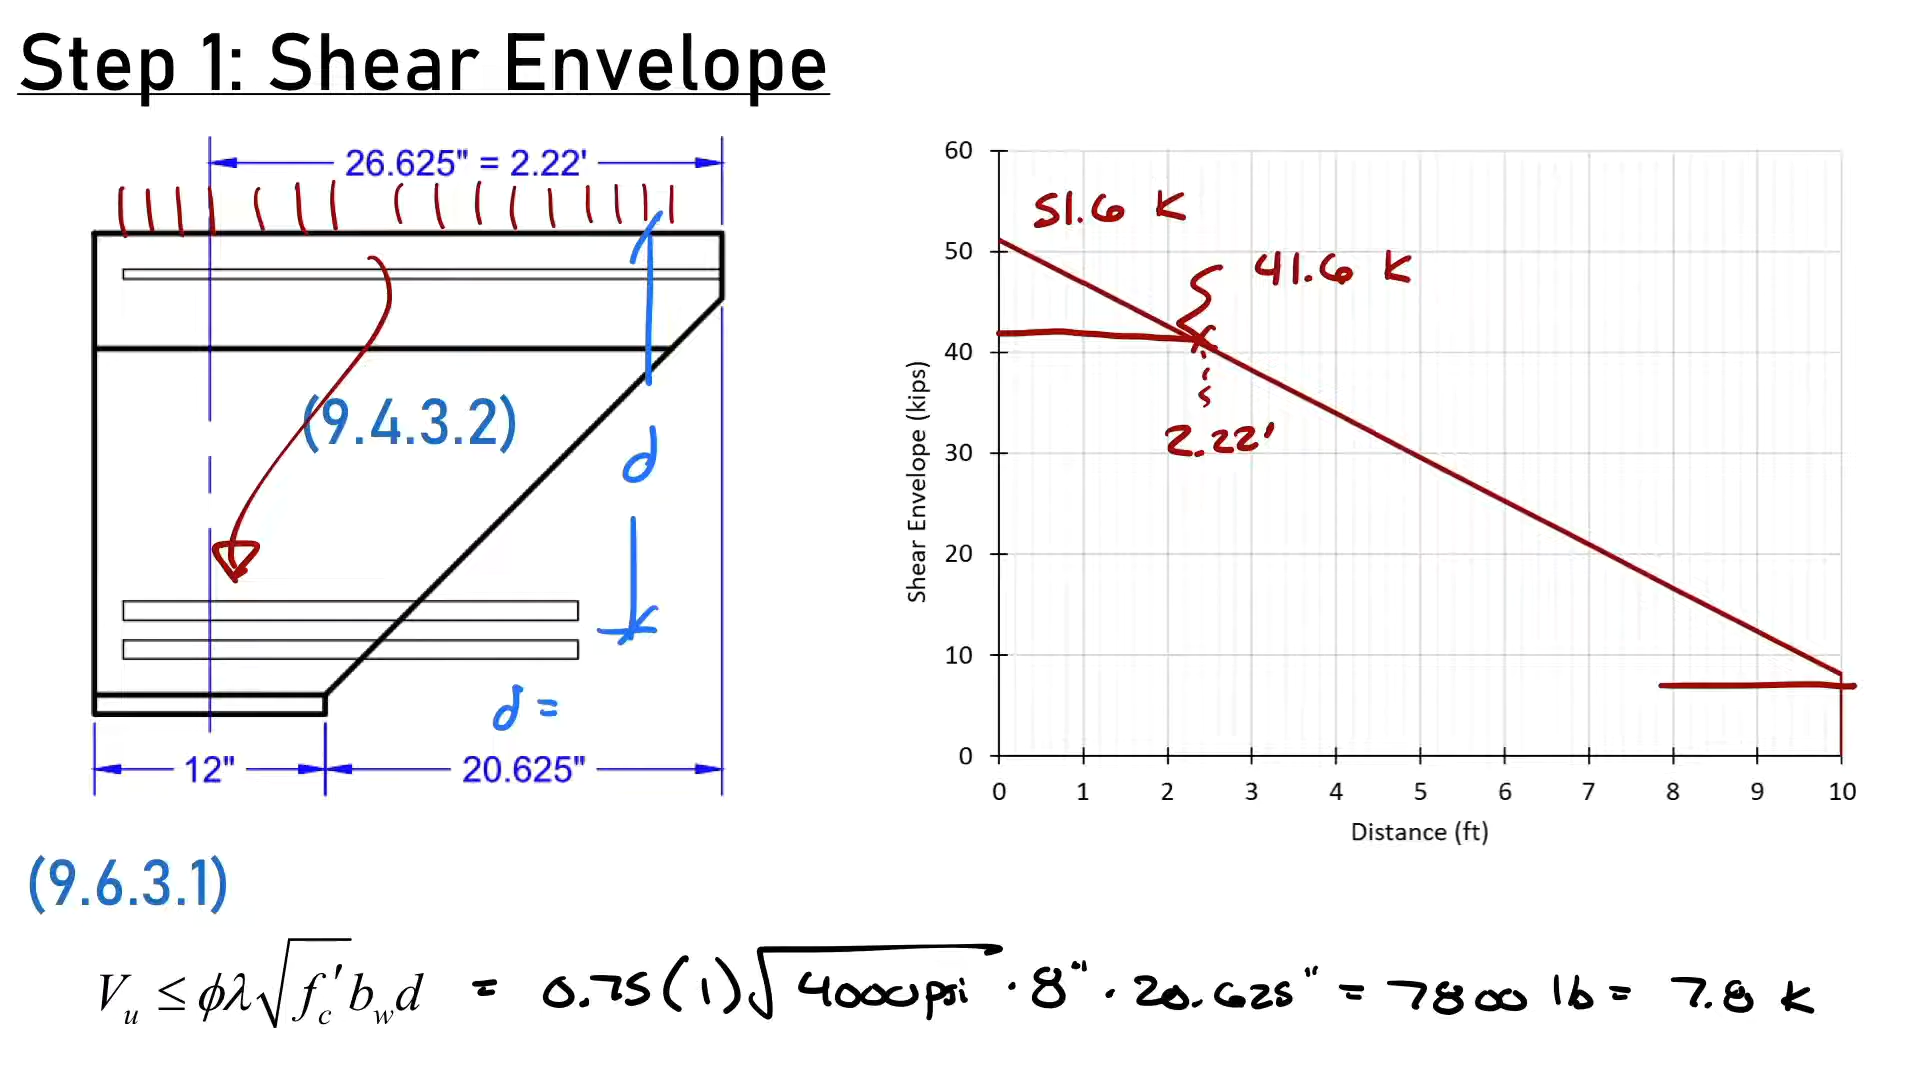 Step 1: Shear Envelope
26.625" = 2.22'
(9.4.3.2)
d
d =
12"
20.625"
60
50
40
30
20
10
0
Shear Envelope (kips)
51.6 K
41.6 K
2.22'
0 1 2 3 4 5 6 7 8 9 10
Distance (ft)
(9.6.3.1)
V_u ≤ ϕλ√f_c' b_w d = 0.75 (1) √4000psi · 8" · 20.625" = 7800 lb = 7.8 K